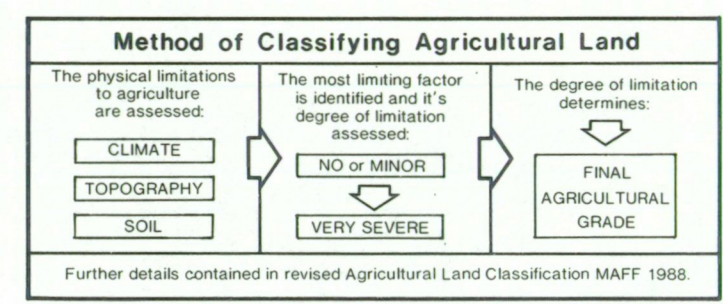 Method of Classifying Agricultural Land
The physical limitations
to agriculture
are assessed:
CLIMATE
TOPOGRAPHY
SOIL
The most limiting factor
is identified and it's
degree of limitation
assessed:
NO or MINOR
VERY SEVERE
The degree of limitation
determines:
FINAL
AGRICULTURAL
GRADE
Further details contained in revised Agricultural Land Classification MAFF 1988.